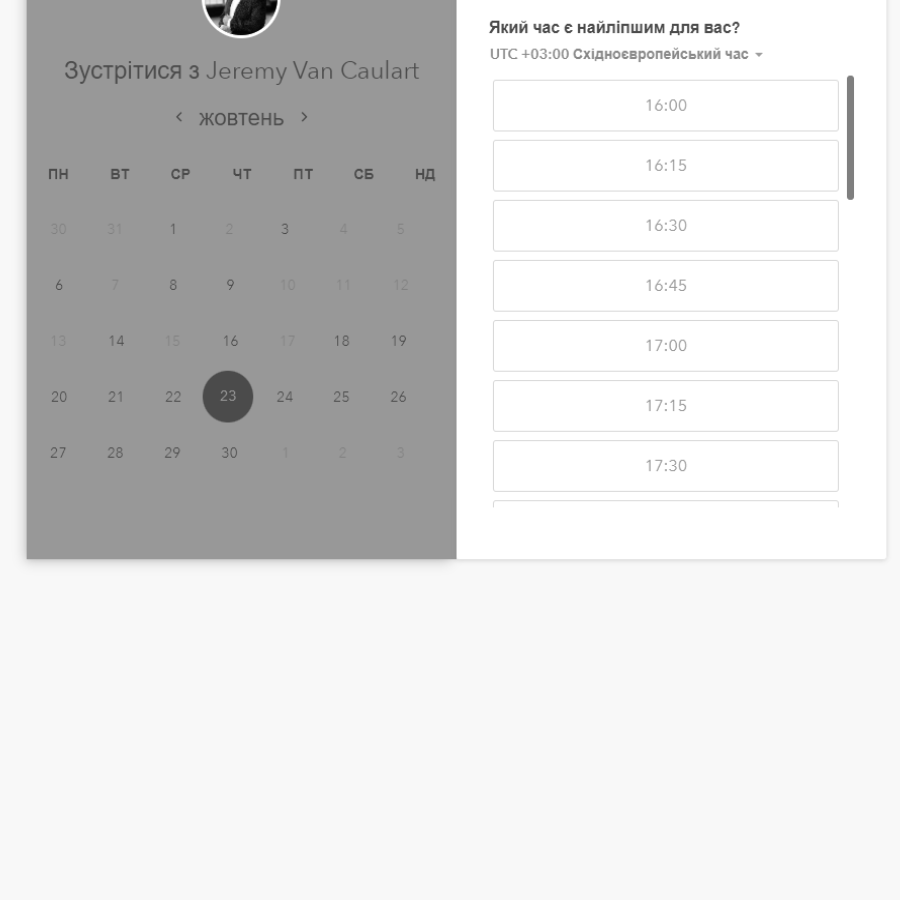 Зустрітися з Jeremy Van Caulart
жовтень
ПН ВТ СР ЧТ ПТ СБ НД
30 31 1 2 3 4 5
6 7 8 9 10 11 12
13 14 15 16 17 18 19
20 21 22 23 24 25 26
27 28 29 30 1 2 3
Який час є найліпшим для вас?
UTC +03:00 Східноєвропейський час
16:00
16:15
16:30
16:45
17:00
17:15
17:30